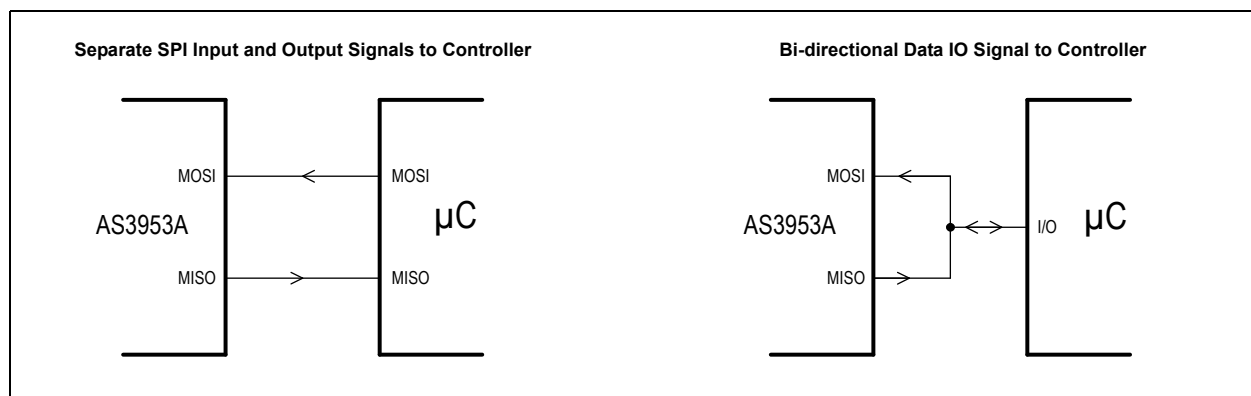 Separate SPI Input and Output Signals to Controller
MOSI
MOSI
AS3953A
µC
MISO
MISO
Bi-directional Data IO Signal to Controller
MOSI
AS3953A
I/O
µC
MISO